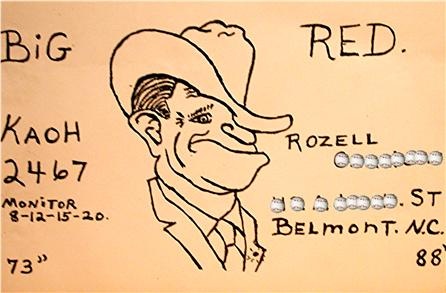 BiG RED.
KAOH
2467
MONiTOR
8-12-15-20.
73"
ROZELL
. ST
BELMONT. N.C.
88"